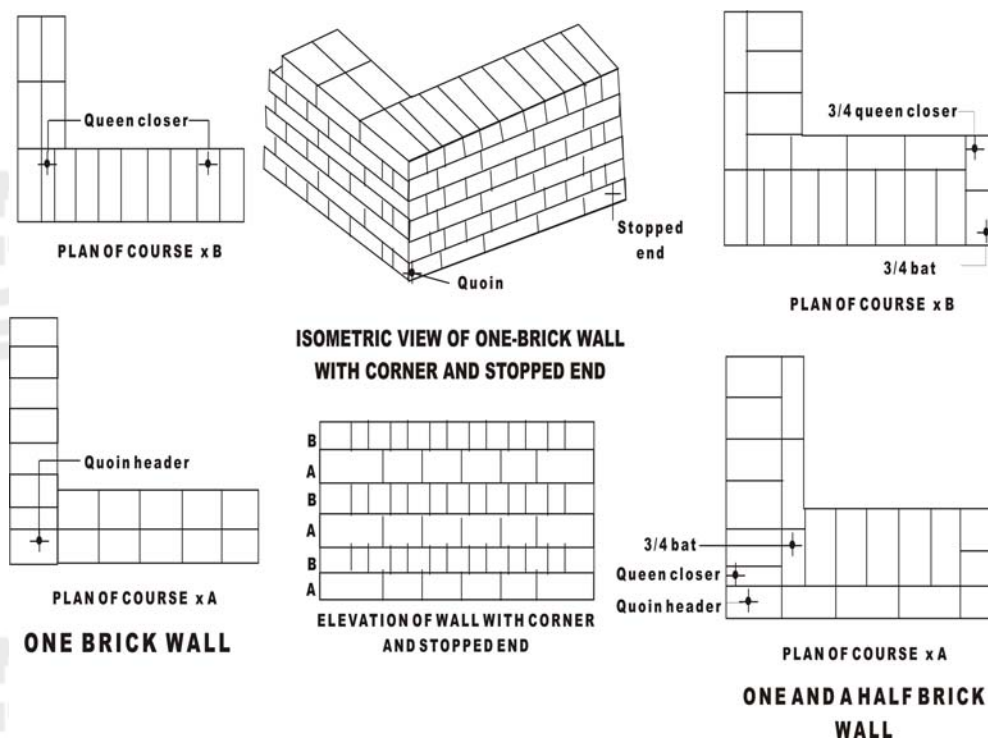 Queen closer
PLAN OF COURSE x B
Quoin header
PLAN OF COURSE x A
ONE BRICK WALL
Stopped
end
Quoin
ISOMETRIC VIEW OF ONE-BRICK WALL
WITH CORNER AND STOPPED END
B
A
B
A
B
A
ELEVATION OF WALL WITH CORNER
AND STOPPED END
3/4 queen closer
3/4 bat
PLAN OF COURSE x B
3/4 bat
Queen closer
Quoin header
PLAN OF COURSE x A
ONE AND A HALF BRICK
WALL